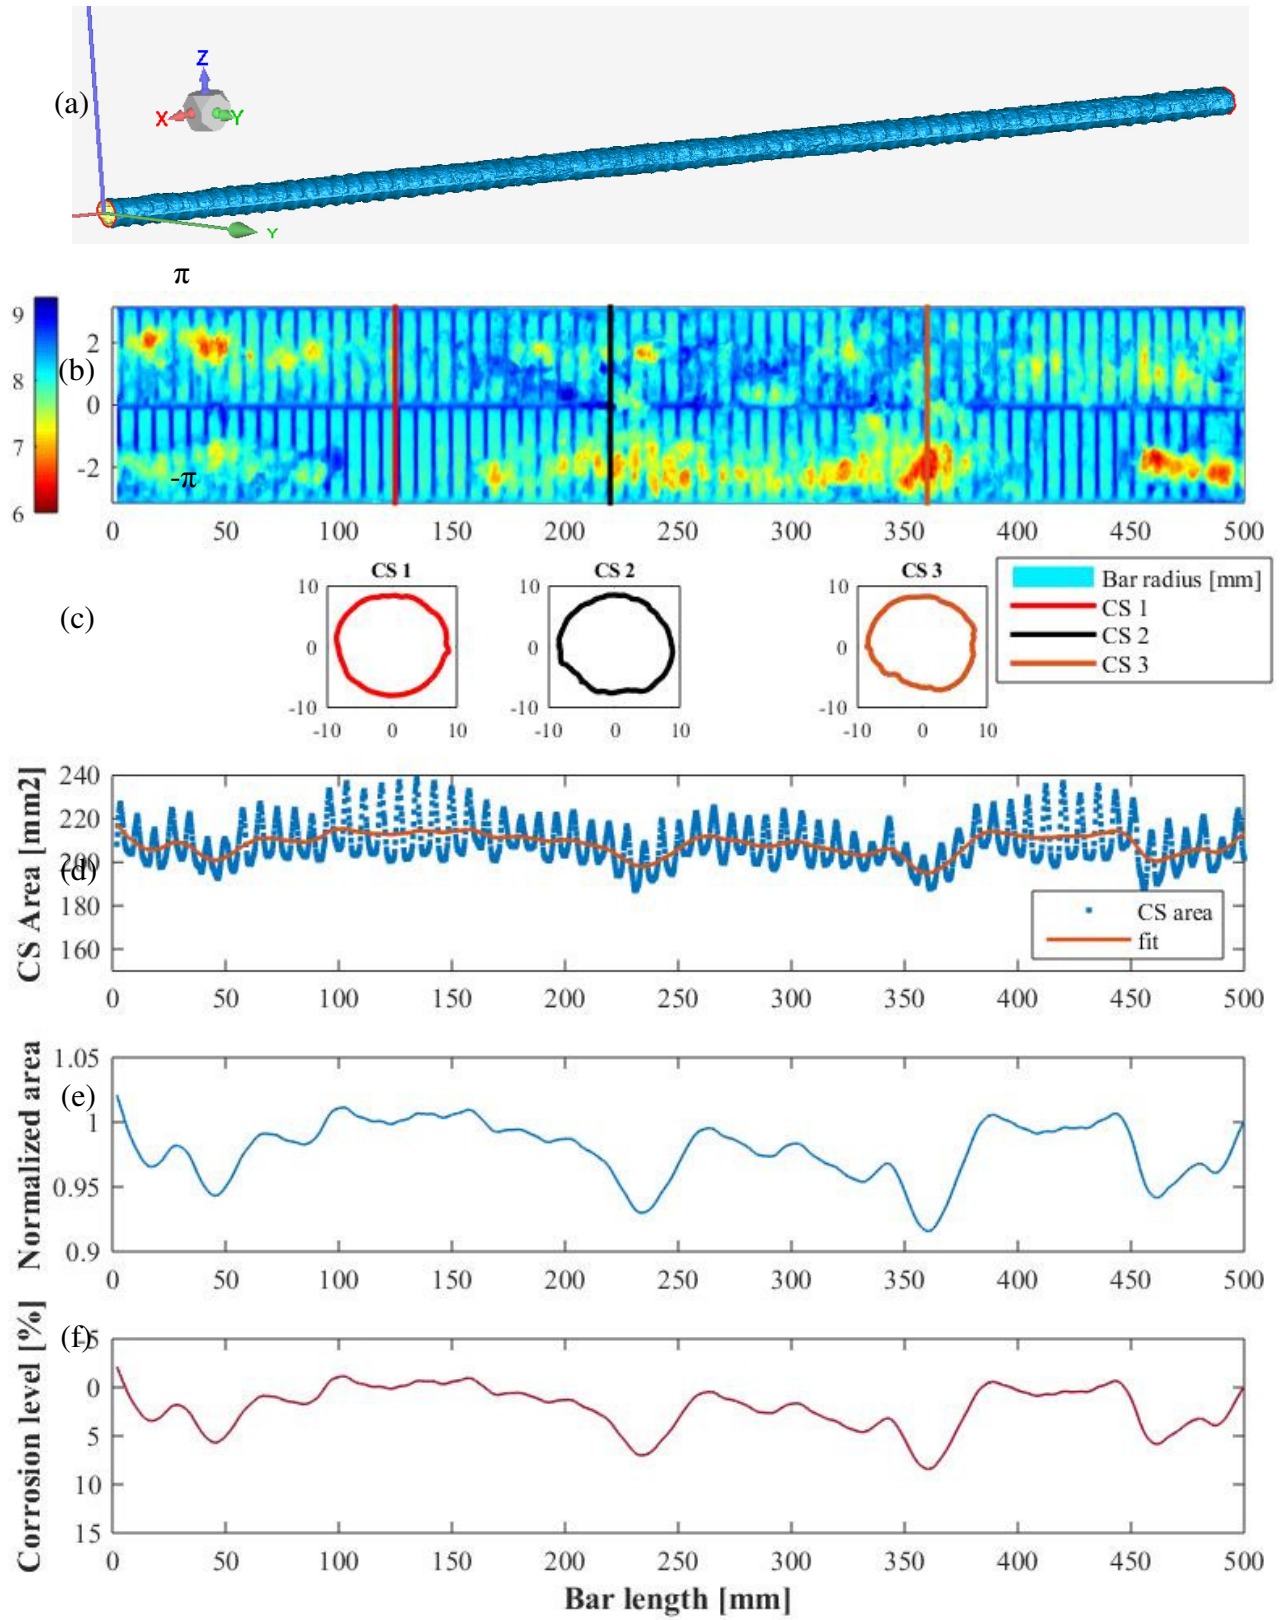 (a)
Z
X
Y
Y
π
9
8
7
6
(b)
2
0
-2
-π
0 50 100 150 200 250 300 350 400 450 500
(c)
CS 1
10
0
-10
-10 0 10
CS 2
10
0
-10
-10 0 10
CS 3
10
0
-10
-10 0 10
Bar radius [mm]
CS 1
CS 2
CS 3
CS Area [mm2]
240
220
200
(d)
180
160
CS area
fit
0 50 100 150 200 250 300 350 400 450 500
Normalized area
1.05
(e)
1
0.95
0.9
0 50 100 150 200 250 300 350 400 450 500
Corrosion level [%]
(f)
-5
0
5
10
15
0 50 100 150 200 250 300 350 400 450 500
Bar length [mm]